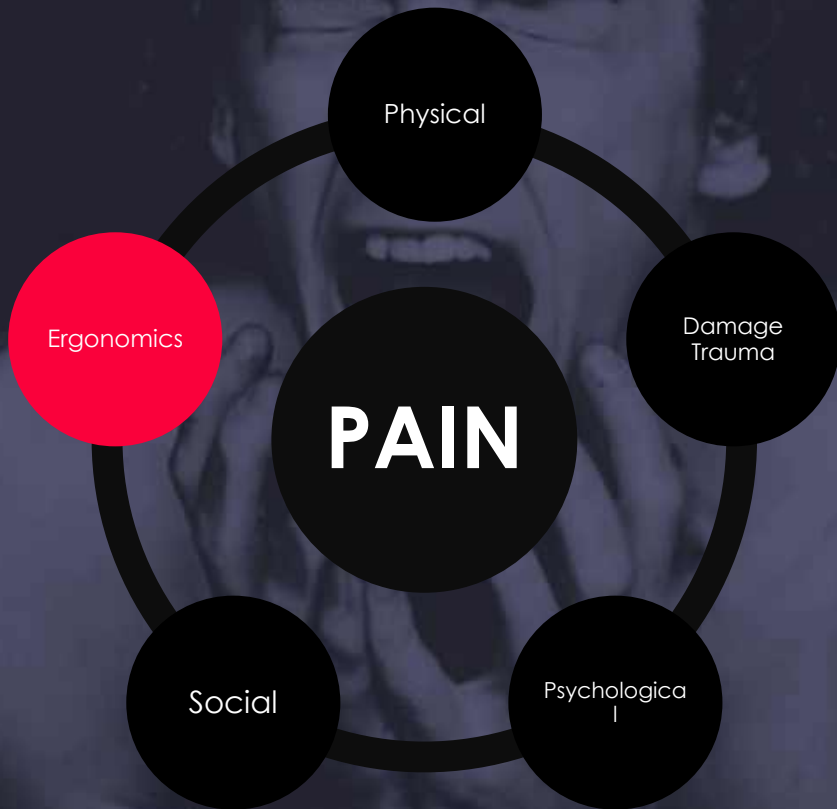 Physical
Ergonomics
Damage
Trauma
PAIN
Social
Psychologica
l